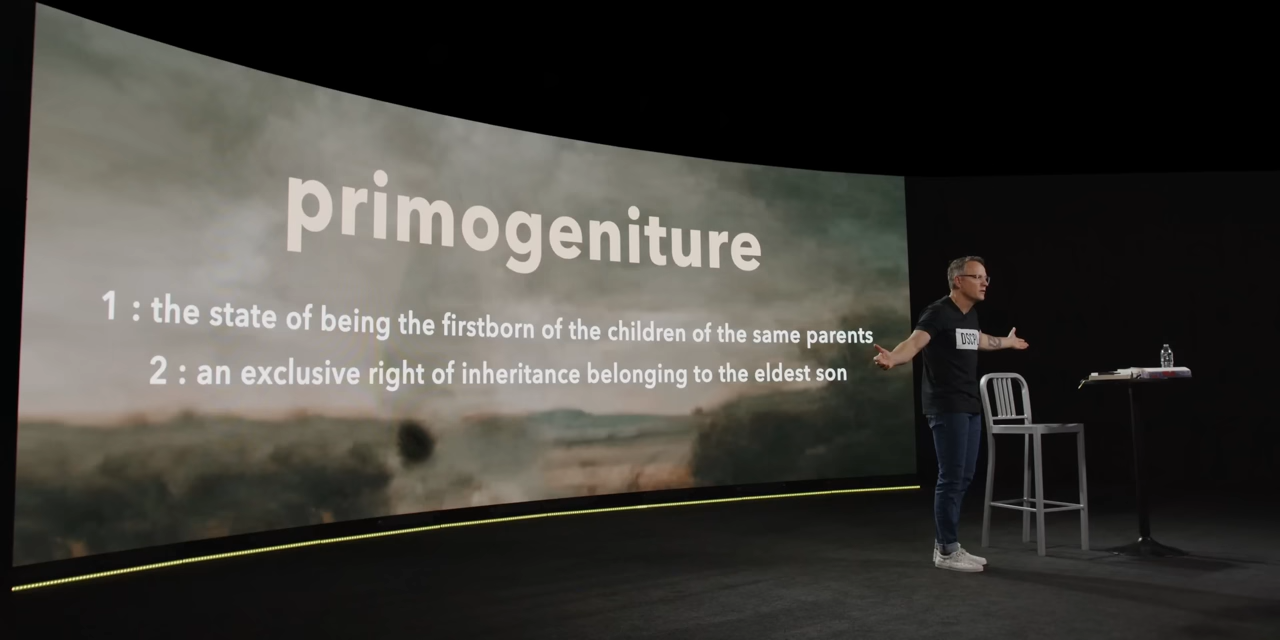 primogeniture
1 : the state of being the firstborn of the children of the same parents
2 : an exclusive right of inheritance belonging to the eldest son